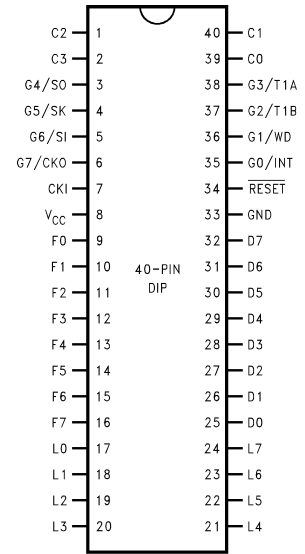 C2 1 40 C1
C3 2 39 C0
G4/SO 3 38 G3/T1A
G5/SK 4 37 G2/T1B
G6/SI 5 36 G1/WD
G7/CKO 6 35 G0/INT
CKI 7 34 RESET
VCC 8 33 GND
F0 9 32 D7
F1 10 40-PIN 31 D6
F2 11 DIP 30 D5
F3 12 29 D4
F4 13 28 D3
F5 14 27 D2
F6 15 26 D1
F7 16 25 D0
L0 17 24 L7
L1 18 23 L6
L2 19 22 L5
L3 20 21 L4